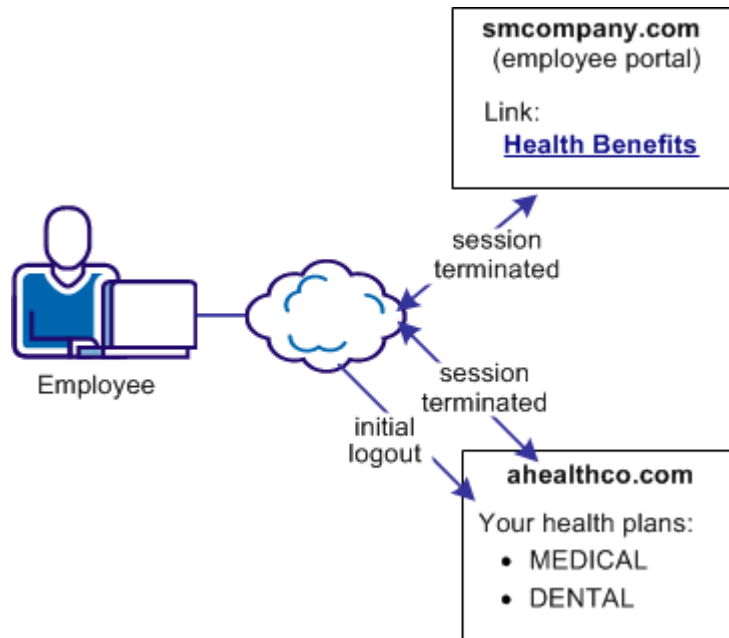 smcompany.com
(employee portal)
Link:
Health Benefits
session
terminated
Employee
session
terminated
initial
logout
ahealthco.com
Your health plans:
• MEDICAL
• DENTAL